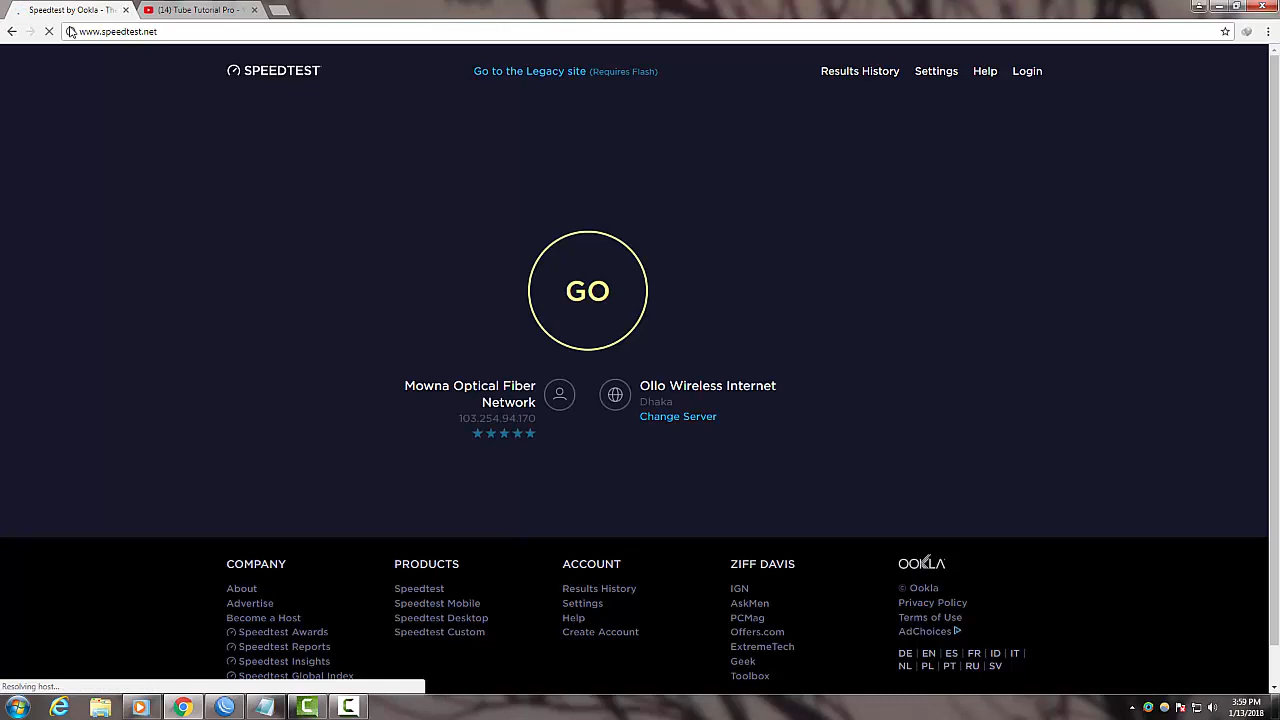 Speedtest by Ookla - The
(14) Tube Tutorial Pro - Y
www.speedtest.net
SPEEDTEST
Go to the Legacy site (Requires Flash)
Results History
Settings
Help
Login
GO
Mowna Optical Fiber
Network
103.254.94.170
Ollo Wireless Internet
Dhaka
Change Server
COMPANY
About
Advertise
Become a Host
Speedtest Awards
Speedtest Reports
Speedtest Insights
Speedtest Global Index
PRODUCTS
Speedtest
Speedtest Mobile
Speedtest Desktop
Speedtest Custom
ACCOUNT
Results History
Settings
Help
Create Account
ZIFF DAVIS
IGN
AskMen
PCMag
Offers.com
ExtremeTech
Geek
Toolbox
OOKLA
© Ookla
Privacy Policy
Terms of Use
AdChoices
DE | EN | ES | FR | ID | IT |
NL | PL | PT | RU | SV
Resolving host...
3:59 PM
1/13/2018